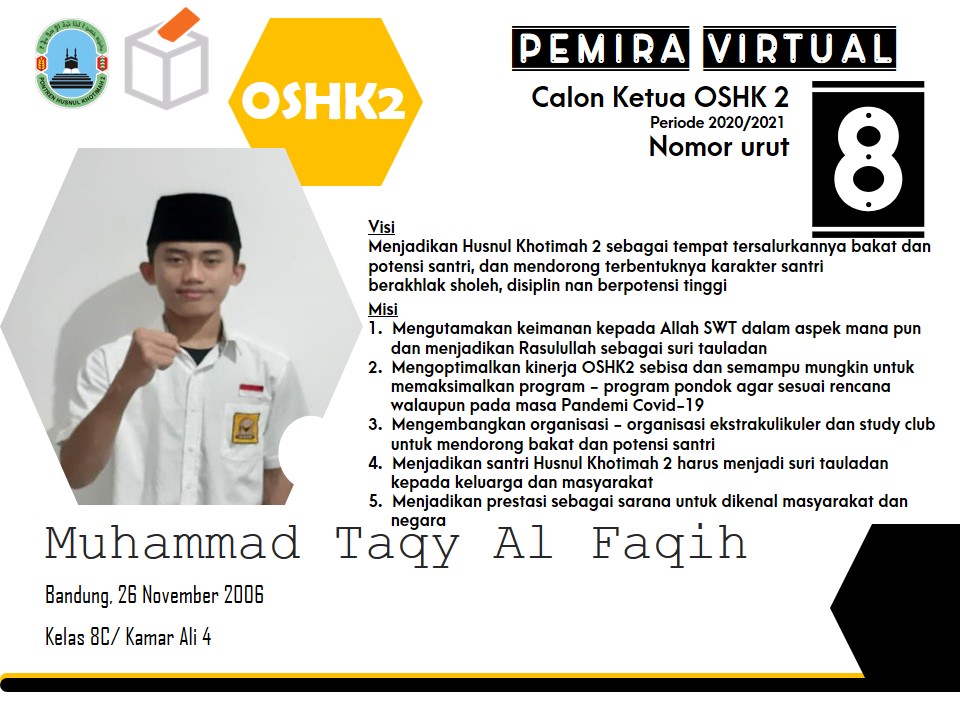 PONTREN HUSNUL KHOTIMAH 2
OSHK2
PEMIRA VIRTUAL
Calon Ketua OSHK 2
Periode 2020/2021
Nomor urut
8
Visi
Menjadikan Husnul Khotimah 2 sebagai tempat tersalurkannya bakat dan
potensi santri, dan mendorong terbentuknya karakter santri
berakhlak sholeh, disiplin nan berpotensi tinggi
Misi
1. Mengutamakan keimanan kepada Allah SWT dalam aspek mana pun
dan menjadikan Rasulullah sebagai suri tauladan
2. Mengoptimalkan kinerja OSHK2 sebisa dan semampu mungkin untuk
memaksimalkan program - program pondok agar sesuai rencana
walaupun pada masa Pandemi Covid-19
3. Mengembangkan organisasi - organisasi ekstrakulikuler dan study club
untuk mendorong bakat dan potensi santri
4. Menjadikan santri Husnul Khotimah 2 harus menjadi suri tauladan
kepada keluarga dan masyarakat
5. Menjadikan prestasi sebagai sarana untuk dikenal masyarakat dan
negara
Muhammad Taqy Al Faqih
Bandung, 26 November 2006
Kelas 8C/ Kamar Ali 4